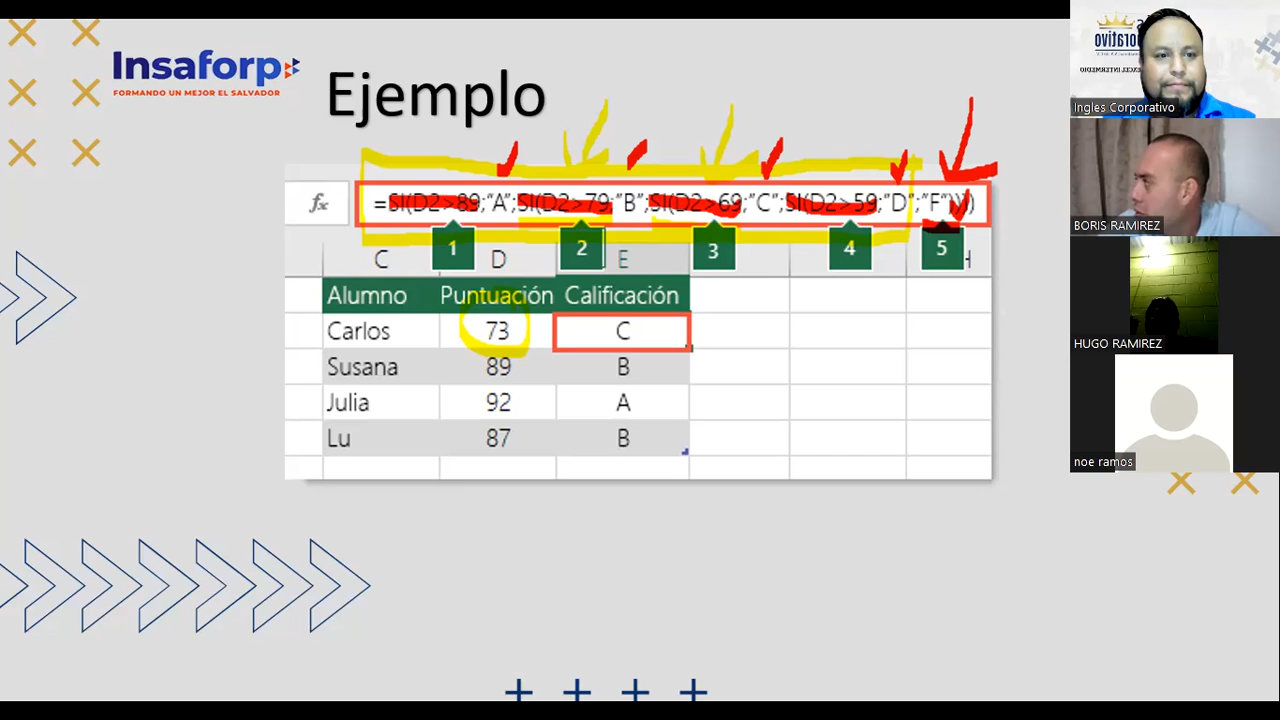 Insaforp
FORMANDO UN MEJOR EL SALVADOR
Ejemplo
fx
=SI(D2>89;"A";SI(D2>79;"B";SI(D2>69;"C";SI(D2>59;"D";"F"))))
1 2 3 4 5
C D E H
Alumno Puntuación Calificación
Carlos 73 C
Susana 89 B
Julia 92 A
Lu 87 B
EXCEL INTERMEDIO
Ingles Corporativo
BORIS RAMIREZ
HUGO RAMIREZ
noe ramos